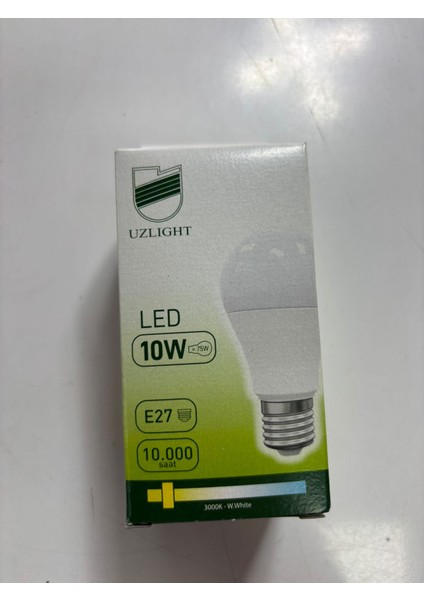 UZLIGHT
LED
10W = 75W
E27
10.000
saat
3000K - W.White